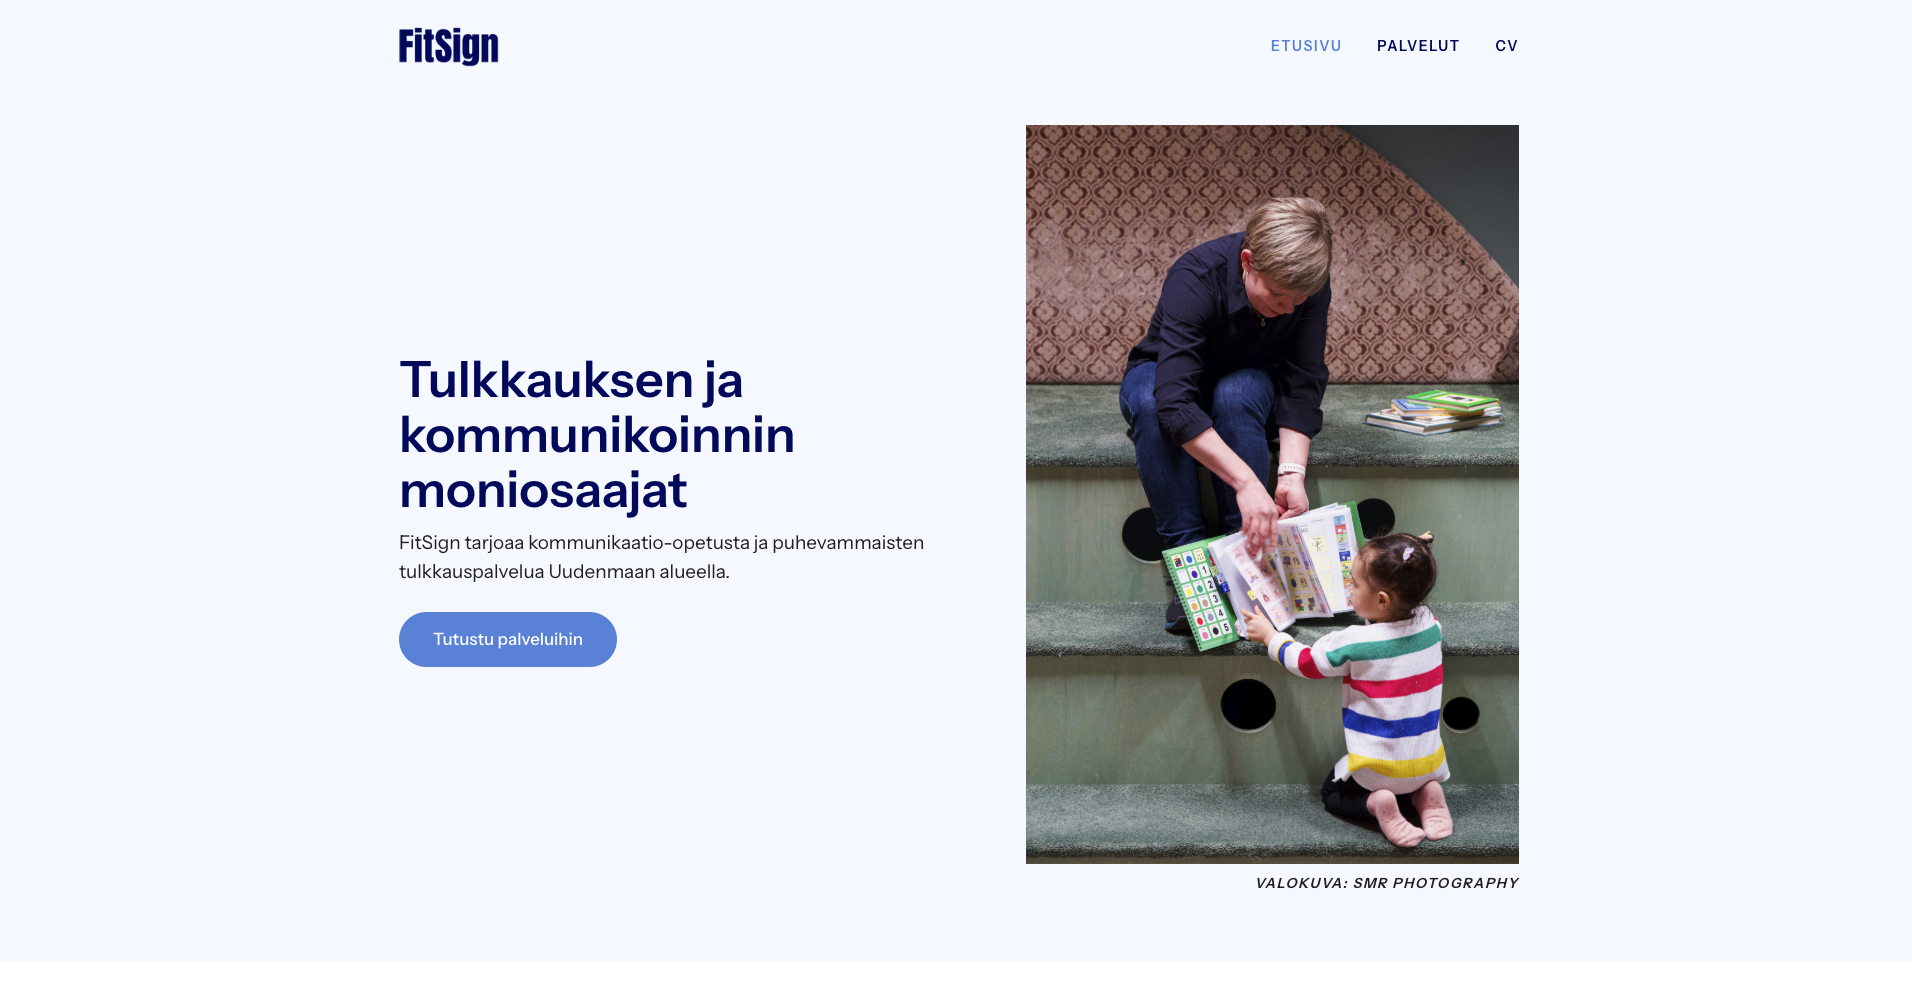 FitSign
ETUSIVU PALVELUT CV
Tulkkauksen ja
kommunikoinnin
moniosaajat
FitSign tarjoaa kommunikaatio-opetusta ja puhevammaisten
tulkkauspalvelua Uudenmaan alueella.
Tutustu palveluihin
1
2
3
4
5
VALOKUVA: SMR PHOTOGRAPHY